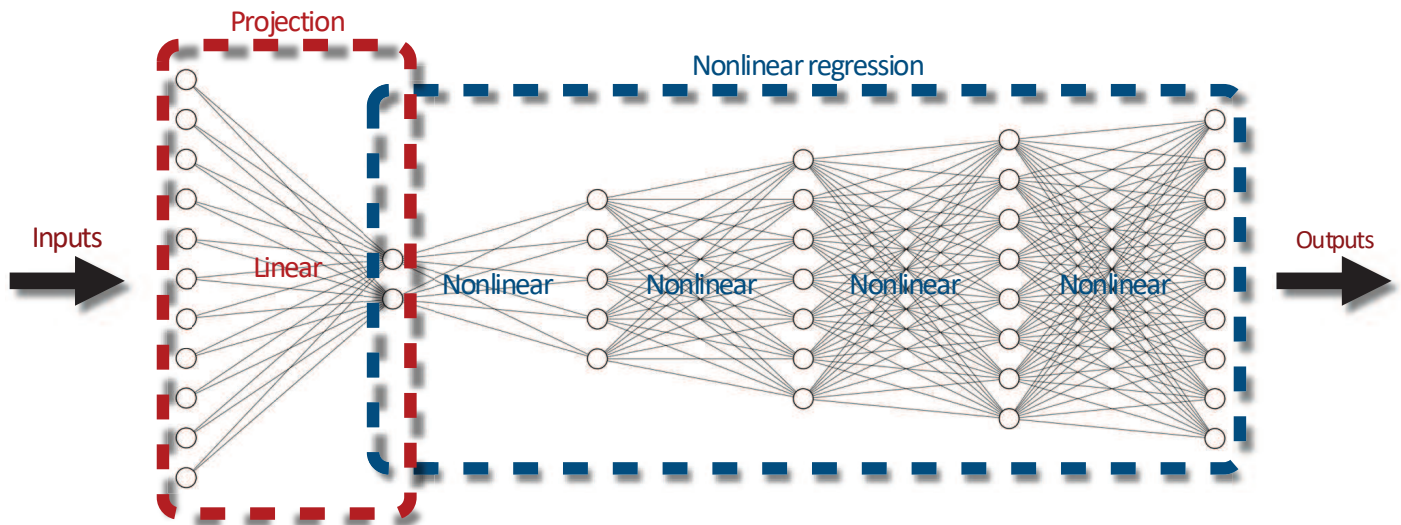 Projection
Nonlinear regression
Inputs
Linear
Nonlinear
Nonlinear
Nonlinear
Nonlinear
Outputs